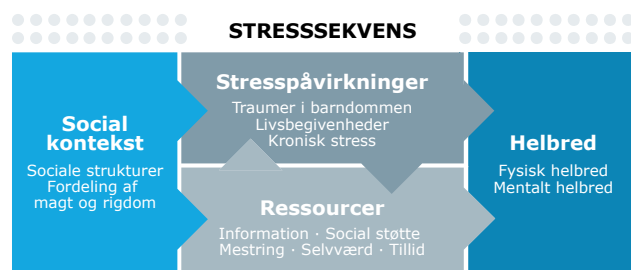 STRESSSEKVENS
Social
kontekst
Sociale strukturer
Fordeling af
magt og rigdom
Stresspåvirkninger
Traumer i barndommen
Livsbegivenheder
Kronisk stress
Ressourcer
Information · Social støtte
Mestring · Selvværd · Tillid
Helbred
Fysisk helbred
Mentalt helbred